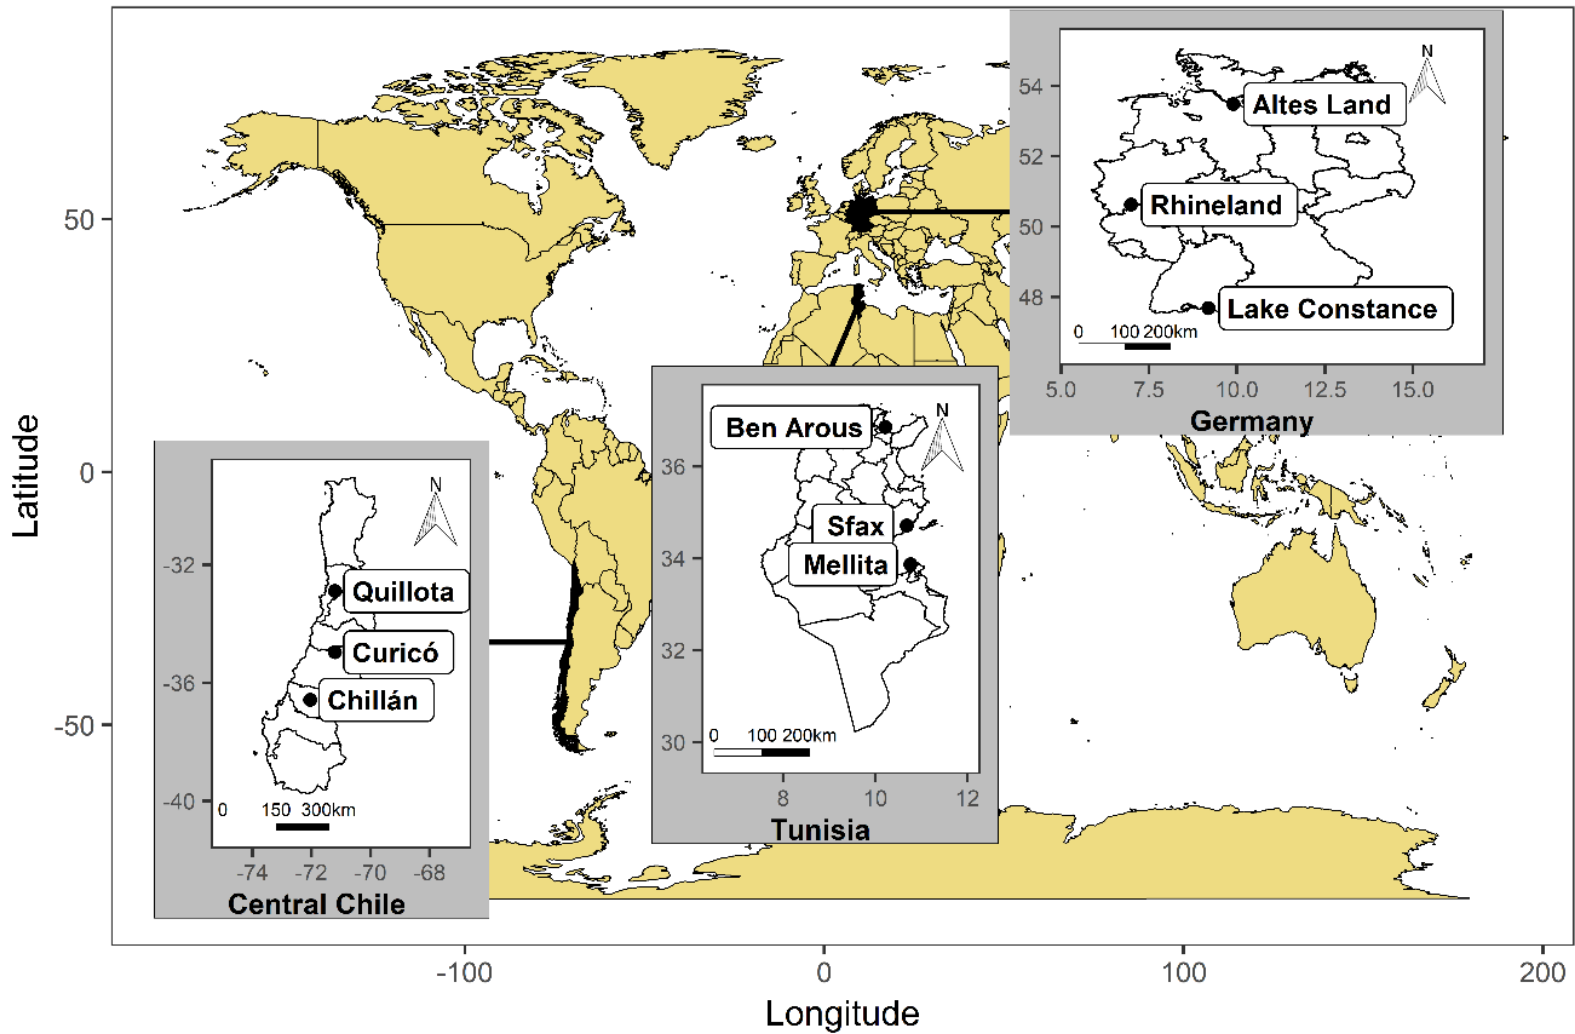 Latitude
50
0
-50
-100
0
100
200
Longitude
N
54
52
50
48
Altes Land
Rhineland
Lake Constance
0 100 200km
5.0 7.5 10.0 12.5 15.0
Germany
N
36
34
32
30
Ben Arous
Sfax
Mellita
0 100 200km
8 10 12
Tunisia
N
-32
-36
-40
Quillota
Curicó
Chillán
0 150 300km
-74 -72 -70 -68
Central Chile